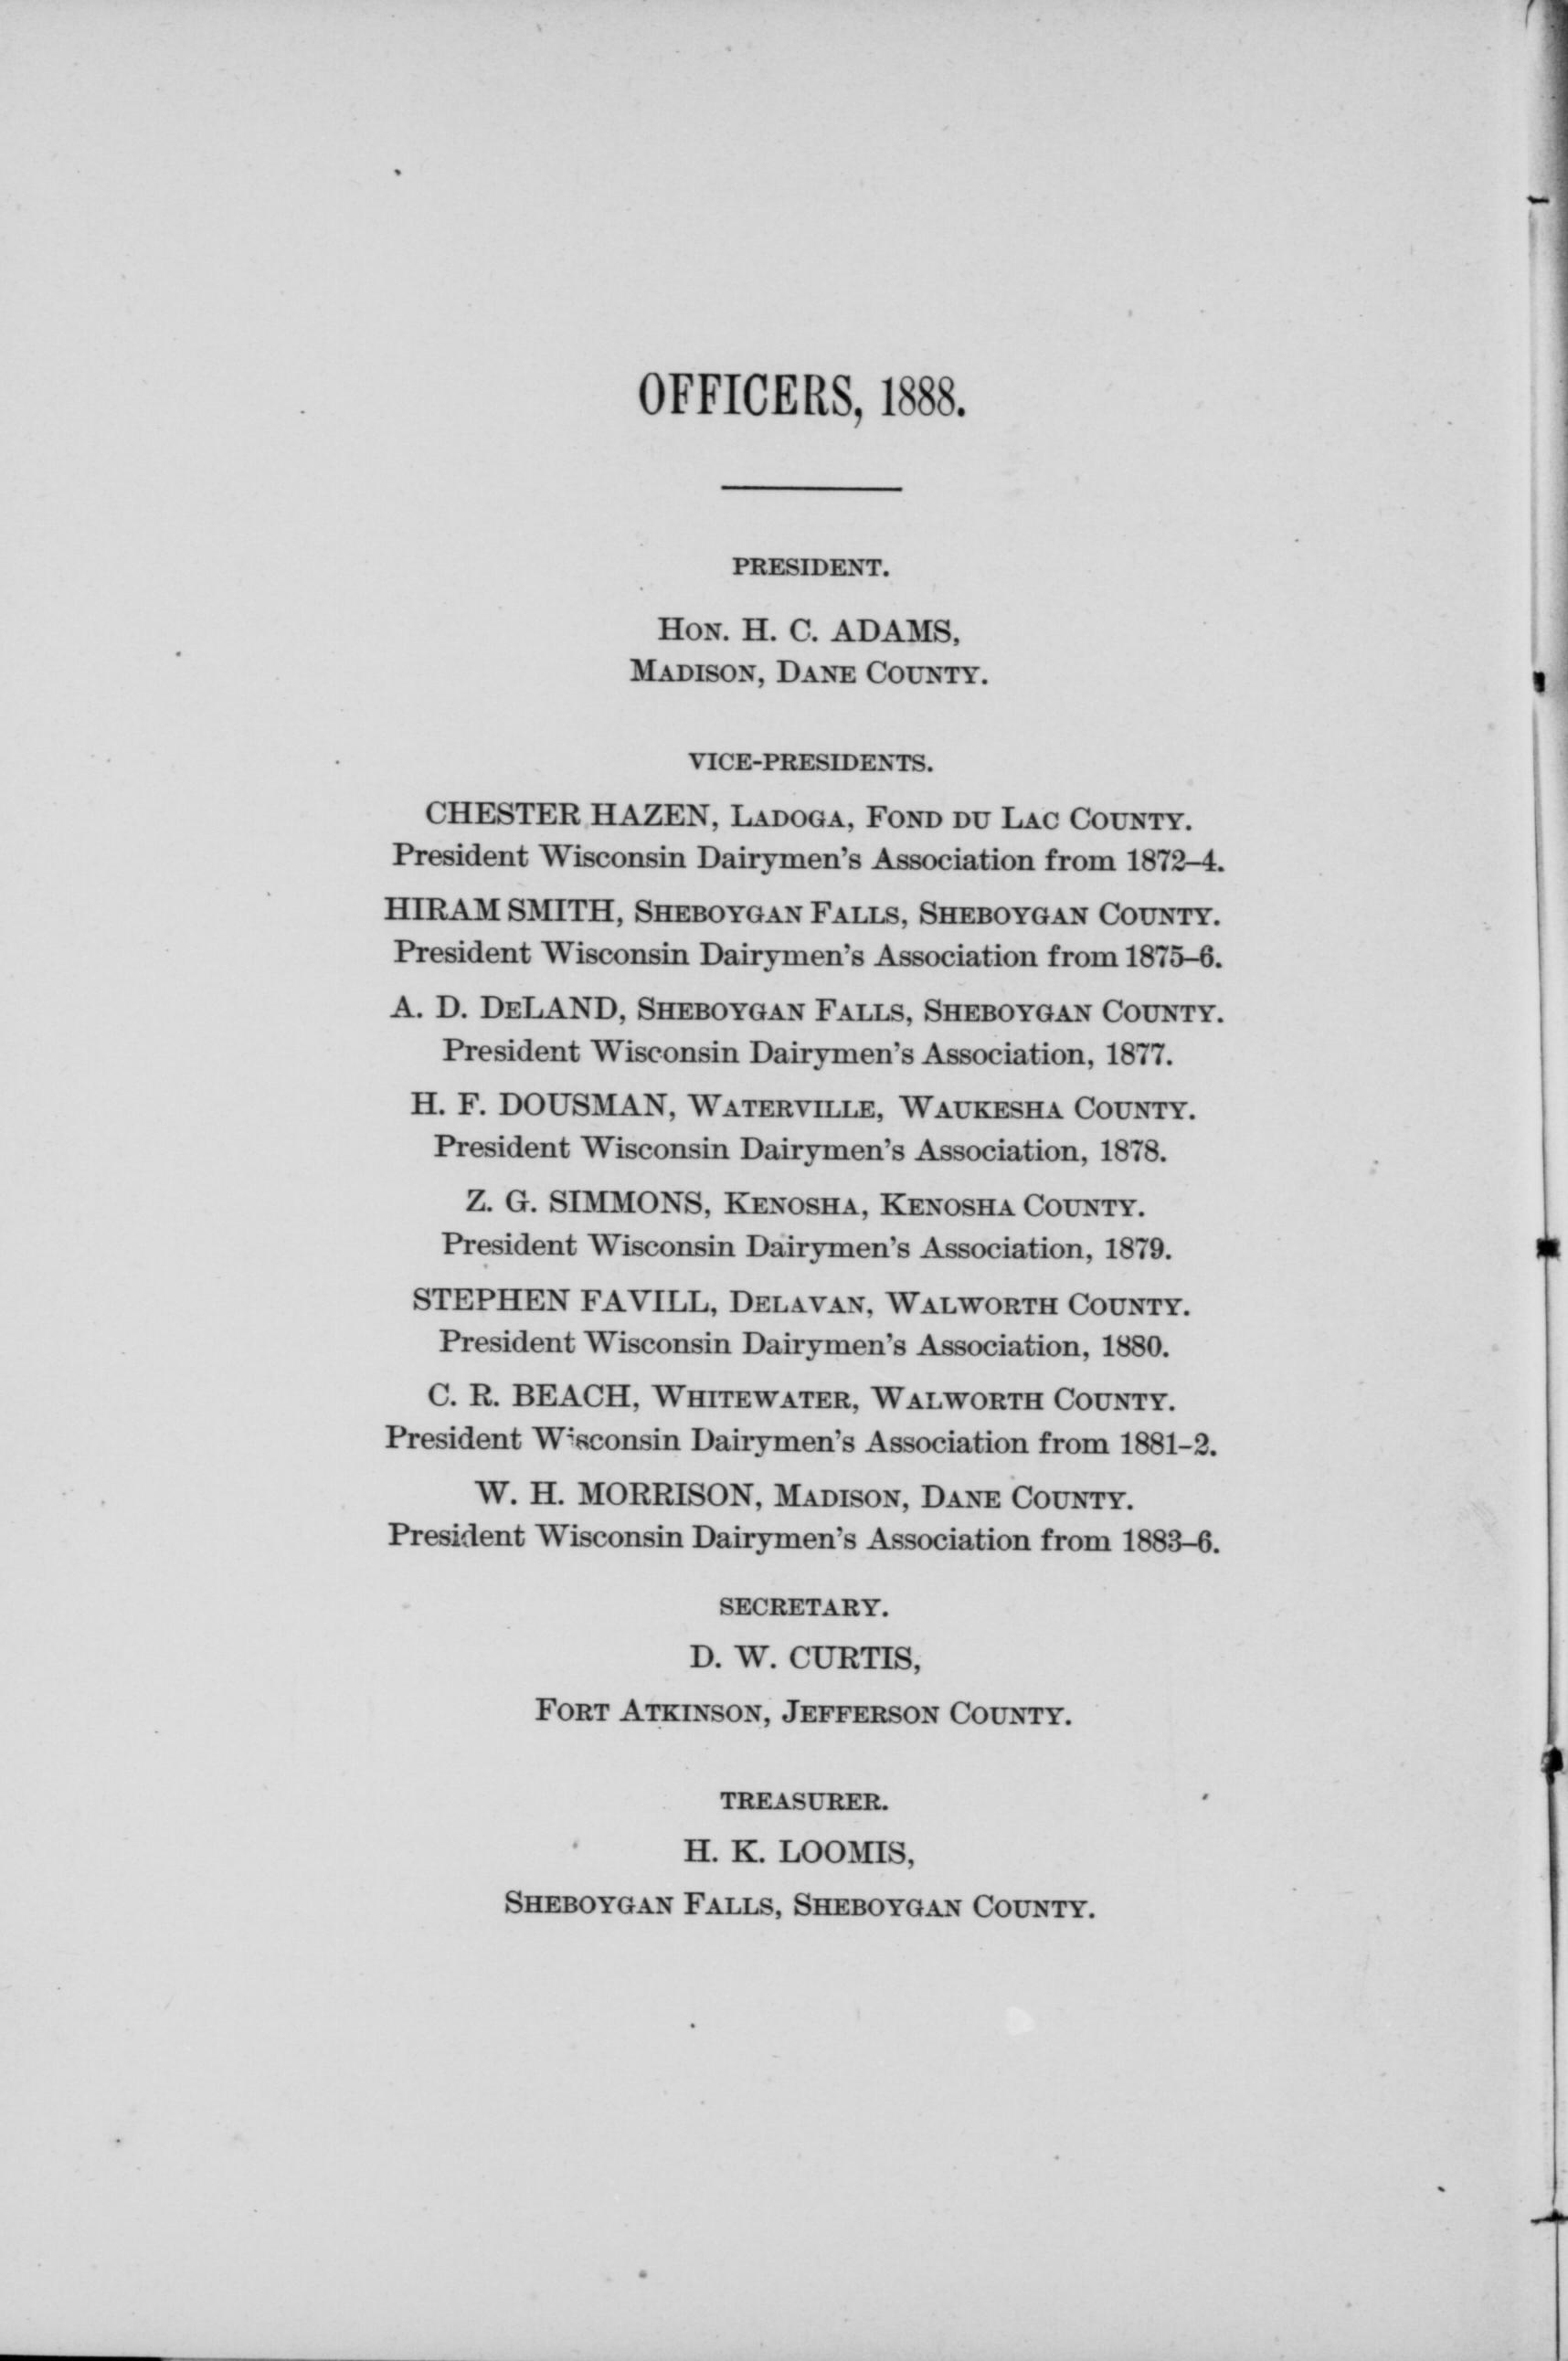 OFFICERS, 1888.
PRESIDENT.
HON. H. C. ADAMS,
MADISON, DANE COUNTY.
VICE-PRESIDENTS.
CHESTER HAZEN, LADOGA, FOND DU LAC COUNTY.
President Wisconsin Dairymen's Association from 1872–4.
HIRAM SMITH, SHEBOYGAN FALLS, SHEBOYGAN COUNTY.
President Wisconsin Dairymen's Association from 1875–6.
A. D. DELAND, SHEBOYGAN FALLS, SHEBOYGAN COUNTY.
President Wisconsin Dairymen's Association, 1877.
H. F. DOUSMAN, WATERVILLE, WAUKESHA COUNTY.
President Wisconsin Dairymen's Association, 1878.
Z. G. SIMMONS, KENOSHA, KENOSHA COUNTY.
President Wisconsin Dairymen's Association, 1879.
STEPHEN FAVILL, DELAVAN, WALWORTH COUNTY.
President Wisconsin Dairymen's Association, 1880.
C. R. BEACH, WHITEWATER, WALWORTH COUNTY.
President Wisconsin Dairymen's Association from 1881–2.
W. H. MORRISON, MADISON, DANE COUNTY.
President Wisconsin Dairymen's Association from 1883–6.
SECRETARY.
D. W. CURTIS,
FORT ATKINSON, JEFFERSON COUNTY.
TREASURER.
H. K. LOOMIS,
SHEBOYGAN FALLS, SHEBOYGAN COUNTY.